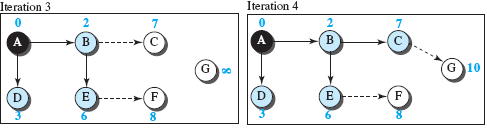 Iteration 3
0 2 7
A B C
G ∞
D E F
3 6 8
Iteration 4
0 2 7
A B C
G 10
D E F
3 6 8